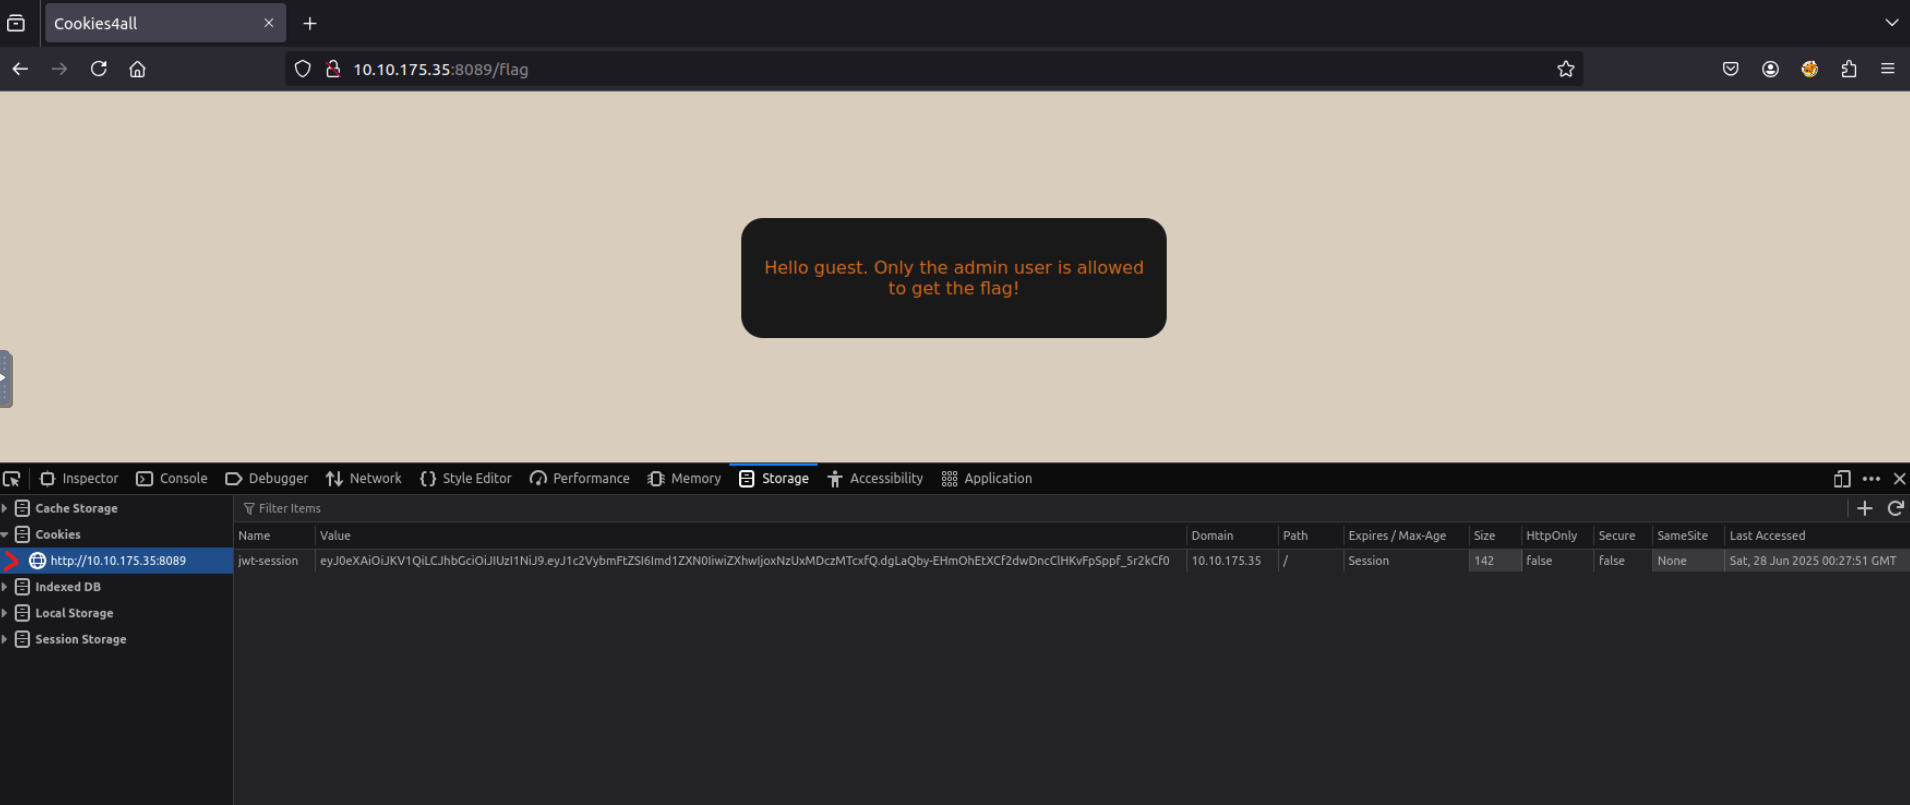 Cookies4all
10.10.175.35:8089/flag
Hello guest. Only the admin user is allowed
to get the flag!
Inspector Console Debugger Network Style Editor Performance Memory Storage Accessibility Application
Cache Storage
Filter Items
Cookies
Name Value Domain Path Expires / Max-Age Size HttpOnly Secure SameSite Last Accessed
http://10.10.175.35:8089
jwt-session eyJ0eXAiOiJKV1QiLCJhbGciOiJIUzI1NiJ9.eyJ1c2VybmFtZSI6Imd1ZXN0IiwiZXhwIjoxNzUxMDczMTcxfQ.dgLaQby-EHmOhEtXCf2dwDncClHKvFpSppf_5r2kCf0 10.10.175.35 / Session 142 false false None Sat, 28 Jun 2025 00:27:51 GMT
Indexed DB
Local Storage
Session Storage